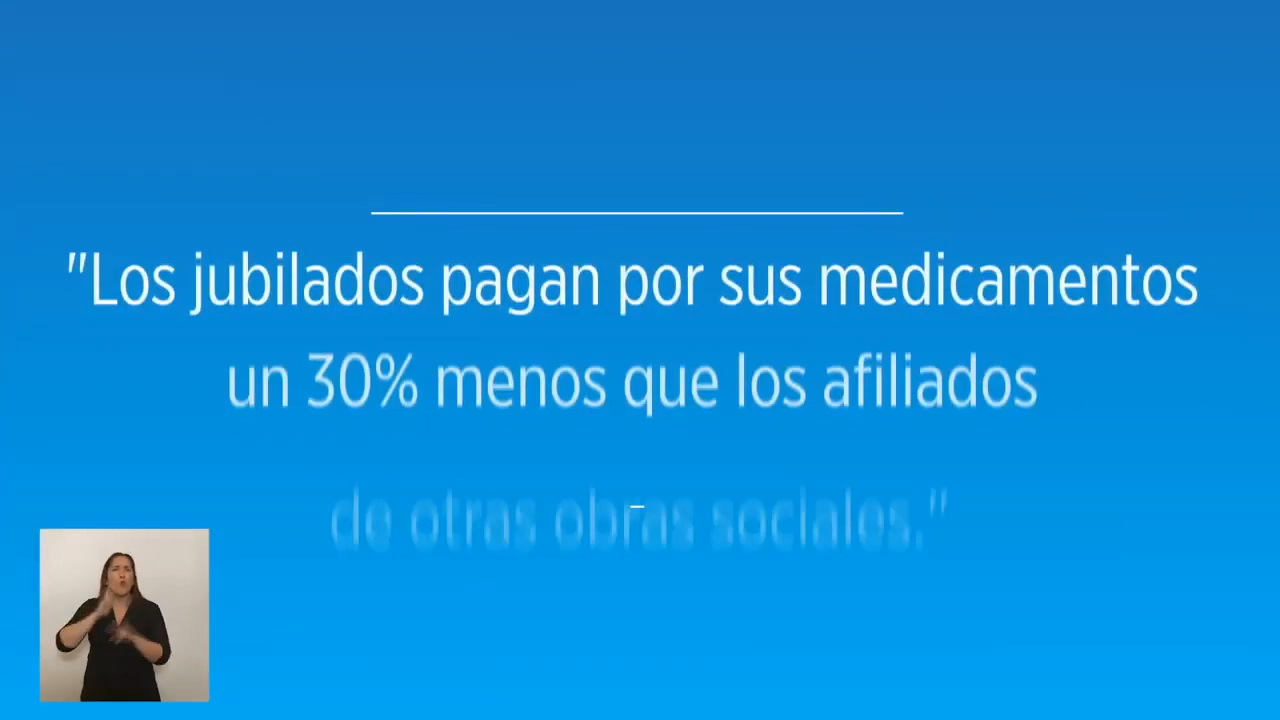 "Los jubilados pagan por sus medicamentos
un 30% menos que los afiliados
de otras obras sociales."